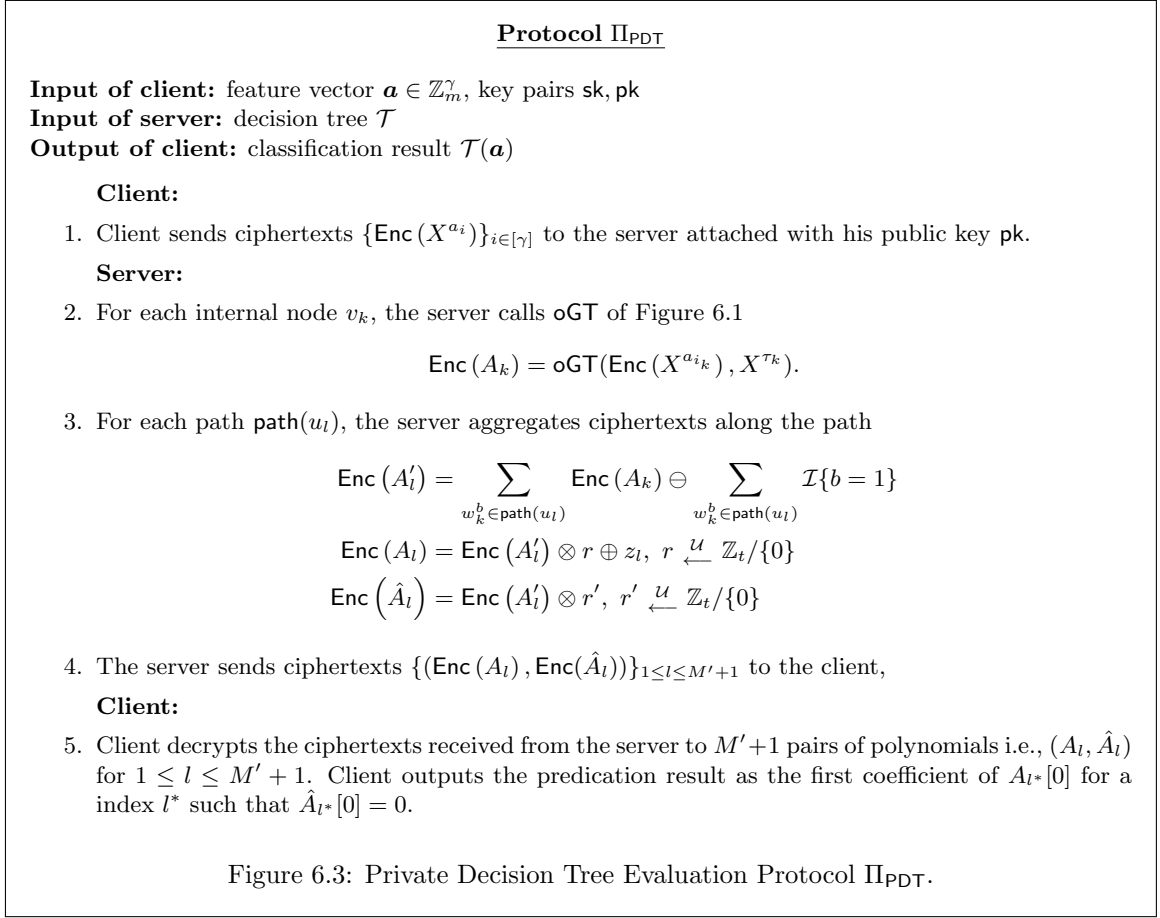 Protocol Π_PDT
Input of client: feature vector 𝒂 ∈ ℤ_m^γ, key pairs sk, pk
Input of server: decision tree 𝒯
Output of client: classification result 𝒯(𝒂)
Client:
1. Client sends ciphertexts {Enc (X^{a_i})}_{i∈[γ]} to the server attached with his public key pk.
Server:
2. For each internal node v_k, the server calls oGT of Figure 6.1
Enc (A_k) = oGT(Enc (X^{a_{i_k}}) , X^{τ_k}).
3. For each path path(u_l), the server aggregates ciphertexts along the path
Enc (A′_l) = ∑_{w_k^b ∈ path(u_l)} Enc (A_k) ⊖ ∑_{w_k^b ∈ path(u_l)} ℐ{b = 1}
Enc (A_l) = Enc (A′_l) ⊗ r ⊕ z_l, r ←^𝒰 ℤ_t/{0}
Enc (Â_l) = Enc (A′_l) ⊗ r′, r′ ←^𝒰 ℤ_t/{0}
4. The server sends ciphertexts {(Enc (A_l) , Enc(Â_l))}_{1≤l≤M′+1} to the client,
Client:
5. Client decrypts the ciphertexts received from the server to M′+1 pairs of polynomials i.e., (A_l, Â_l)
for 1 ≤ l ≤ M′ + 1. Client outputs the predication result as the first coefficient of A_{l*}[0] for a
index l* such that Â_{l*}[0] = 0.
Figure 6.3: Private Decision Tree Evaluation Protocol Π_PDT.